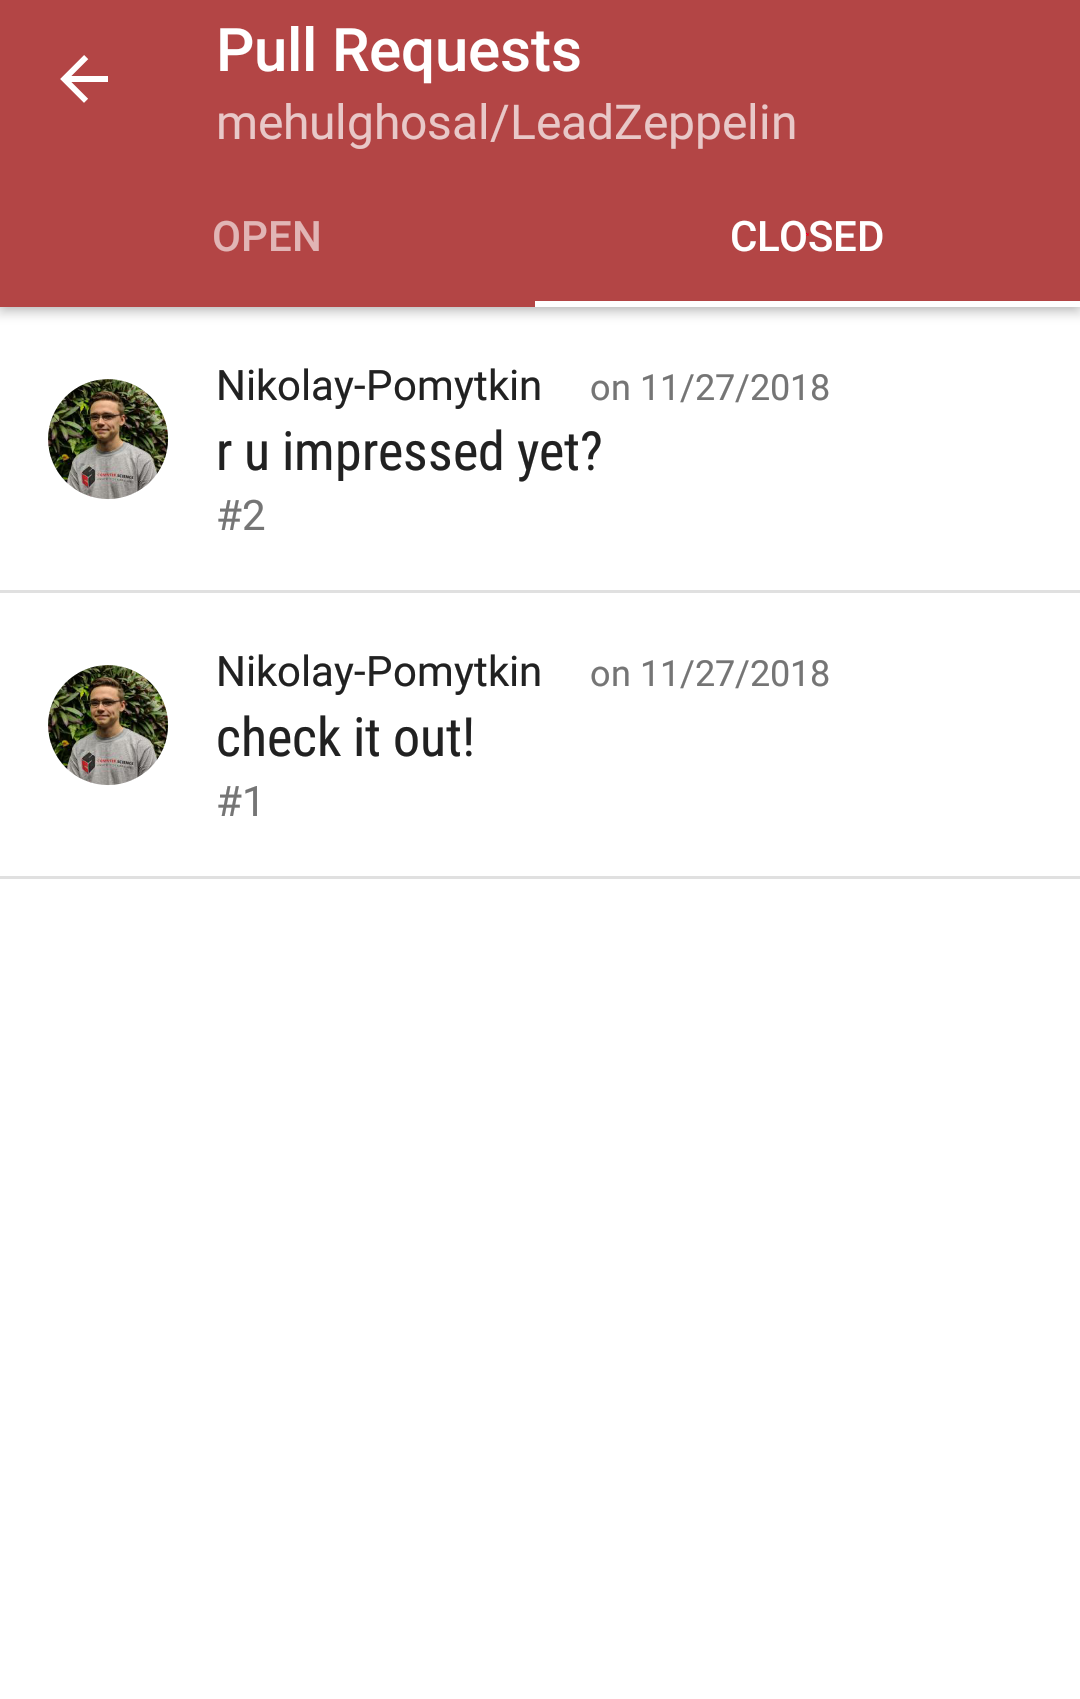 Pull Requests
mehulghosal/LeadZeppelin
OPEN CLOSED
Nikolay-Pomytkin on 11/27/2018
r u impressed yet?
#2
Nikolay-Pomytkin on 11/27/2018
check it out!
#1